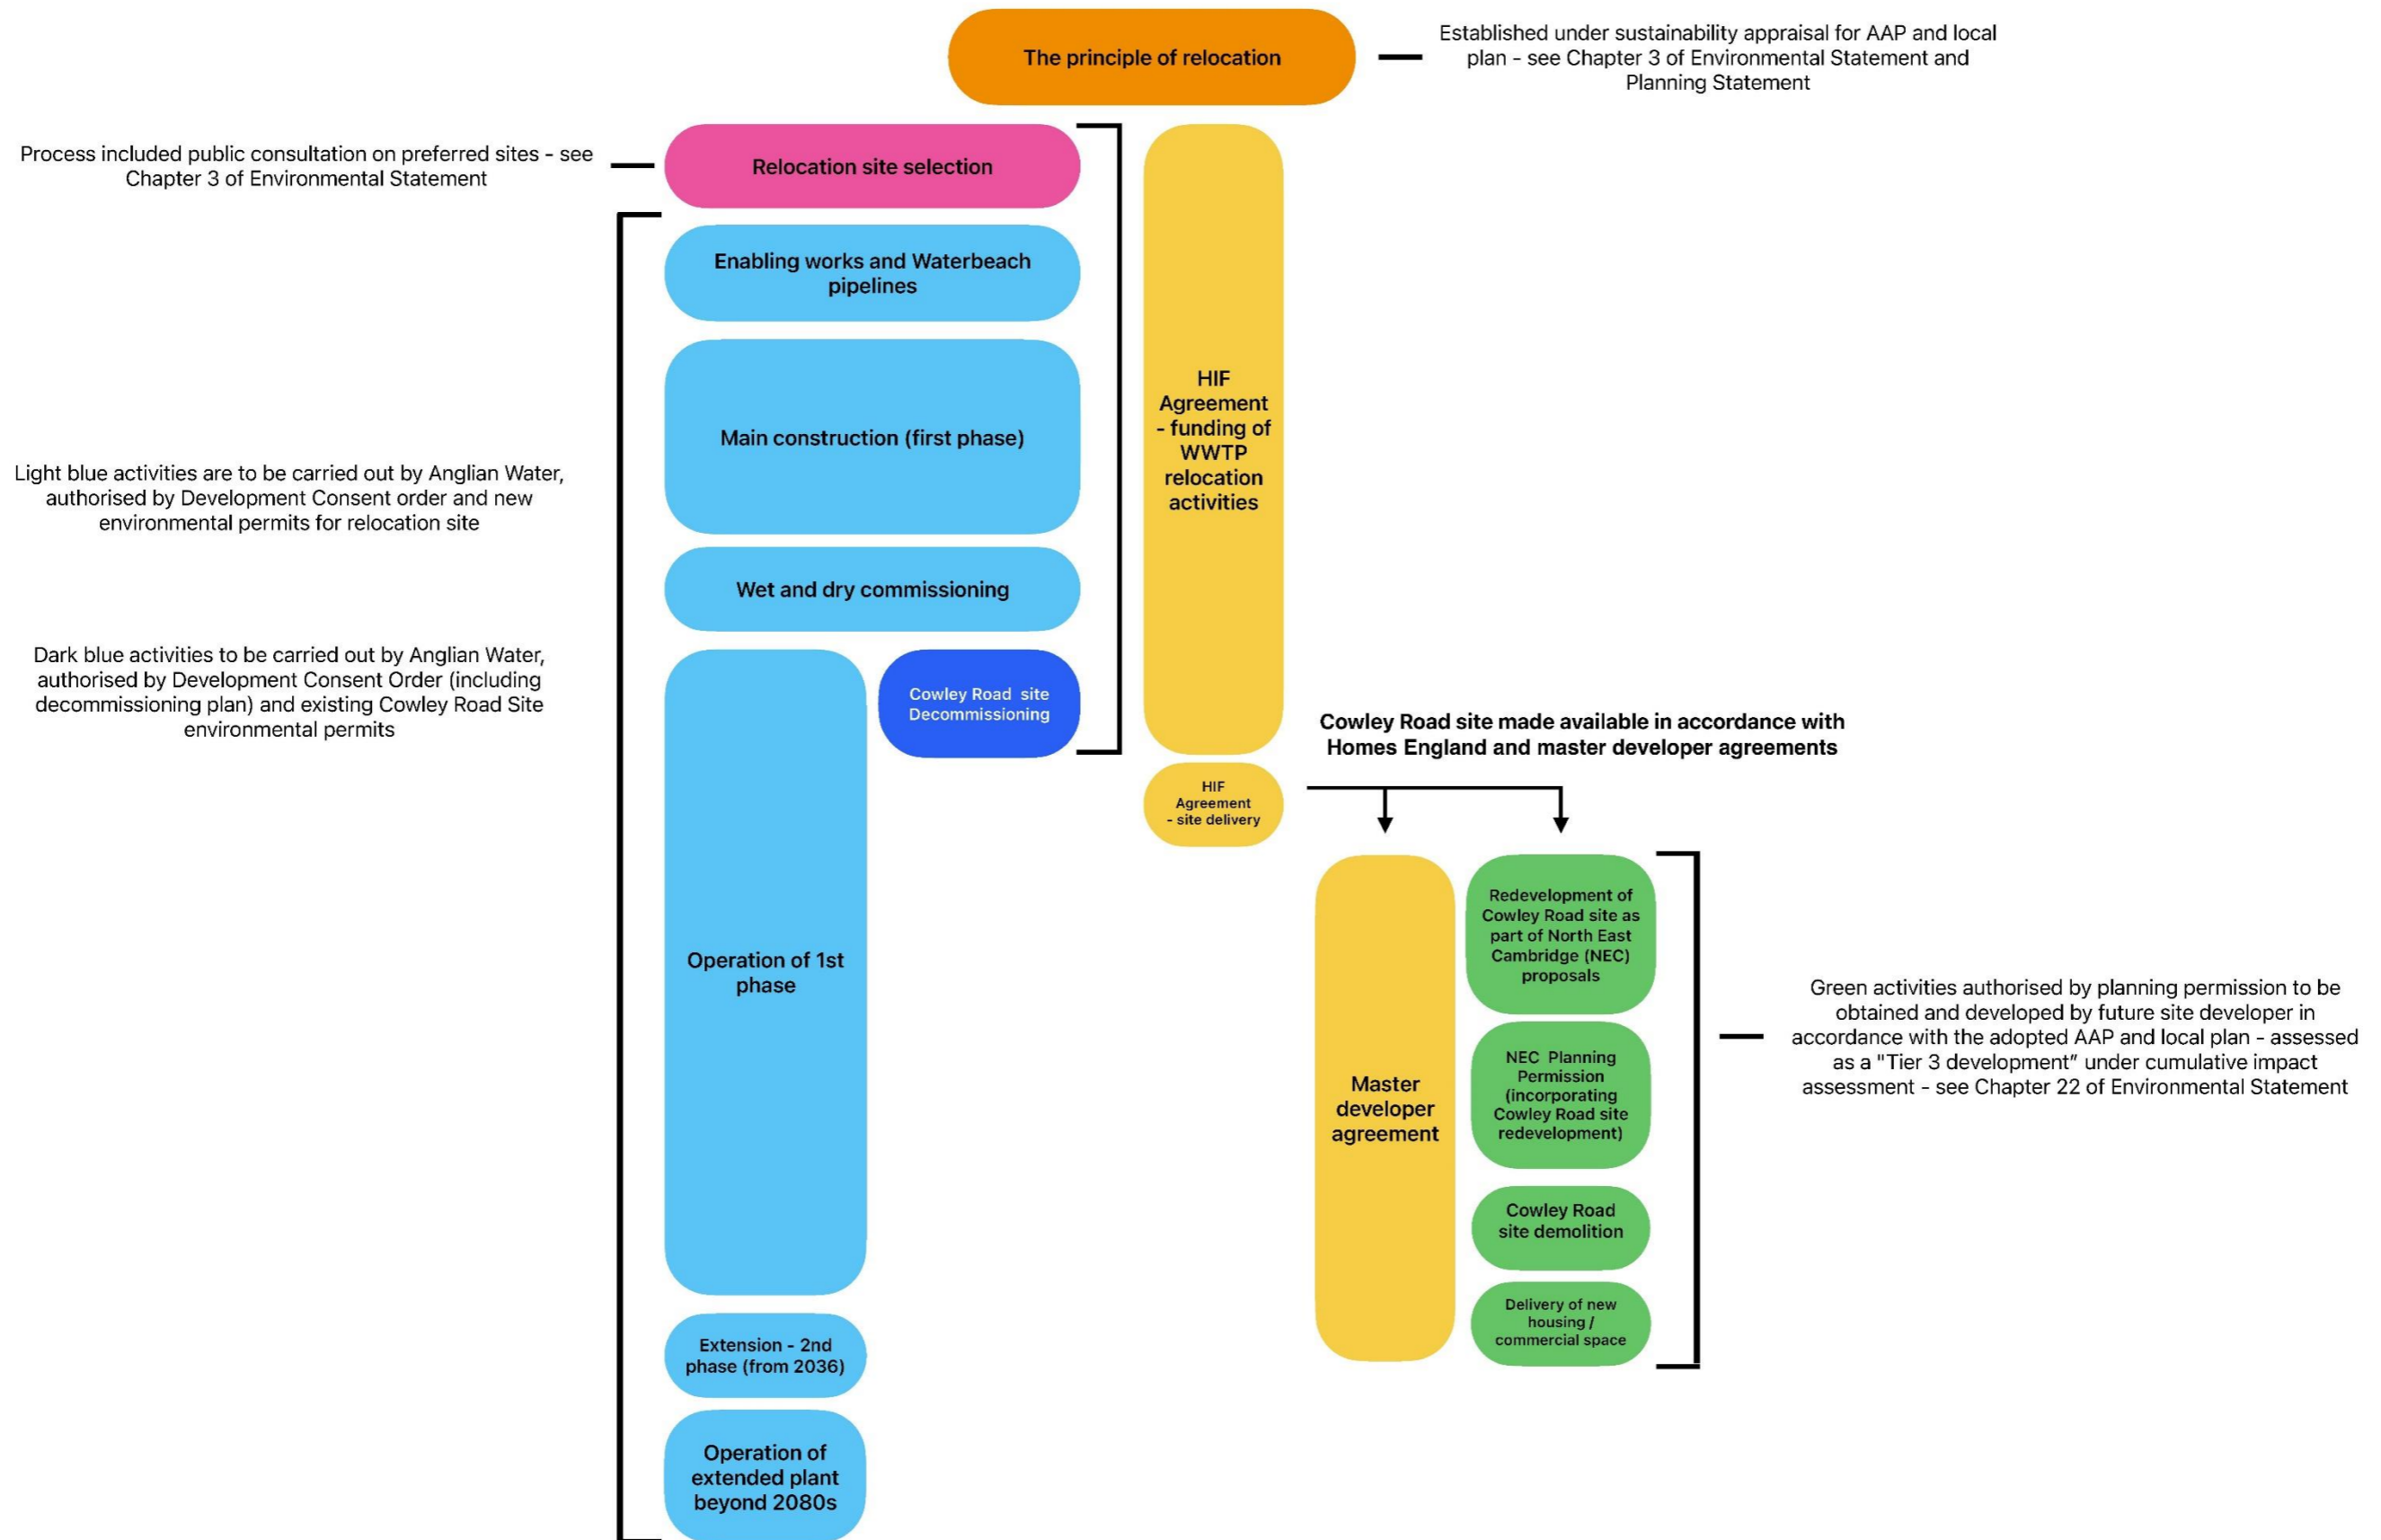 The principle of relocation
Established under sustainability appraisal for AAP and local
plan - see Chapter 3 of Environmental Statement and
Planning Statement
Process included public consultation on preferred sites - see
Chapter 3 of Environmental Statement
Relocation site selection
Enabling works and Waterbeach
pipelines
Main construction (first phase)
Wet and dry commissioning
Light blue activities are to be carried out by Anglian Water,
authorised by Development Consent order and new
environmental permits for relocation site
Dark blue activities to be carried out by Anglian Water,
authorised by Development Consent Order (including
decommissioning plan) and existing Cowley Road Site
environmental permits
Cowley Road site
Decommissioning
Operation of 1st
phase
Extension - 2nd
phase (from 2036)
Operation of
extended plant
beyond 2080s
HIF
Agreement
- funding of
WWTP
relocation
activities
HIF
Agreement
- site delivery
Cowley Road site made available in accordance with
Homes England and master developer agreements
Master
developer
agreement
Redevelopment of
Cowley Road site as
part of North East
Cambridge (NEC)
proposals
NEC Planning
Permission
(incorporating
Cowley Road site
redevelopment)
Cowley Road
site demolition
Delivery of new
housing /
commercial space
Green activities authorised by planning permission to be
obtained and developed by future site developer in
accordance with the adopted AAP and local plan - assessed
as a "Tier 3 development” under cumulative impact
assessment - see Chapter 22 of Environmental Statement